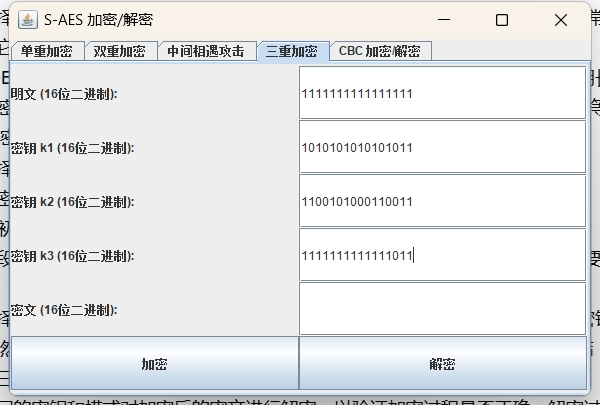 S-AES 加密/解密
单重加密 双重加密 中间相遇攻击 三重加密 CBC 加密/解密
明文 (16位二进制): 1111111111111111
密钥 k1 (16位二进制): 1010101010101011
密钥 k2 (16位二进制): 1100101000110011
密钥 k3 (16位二进制): 1111111111111011
密文 (16位二进制):
加密 解密